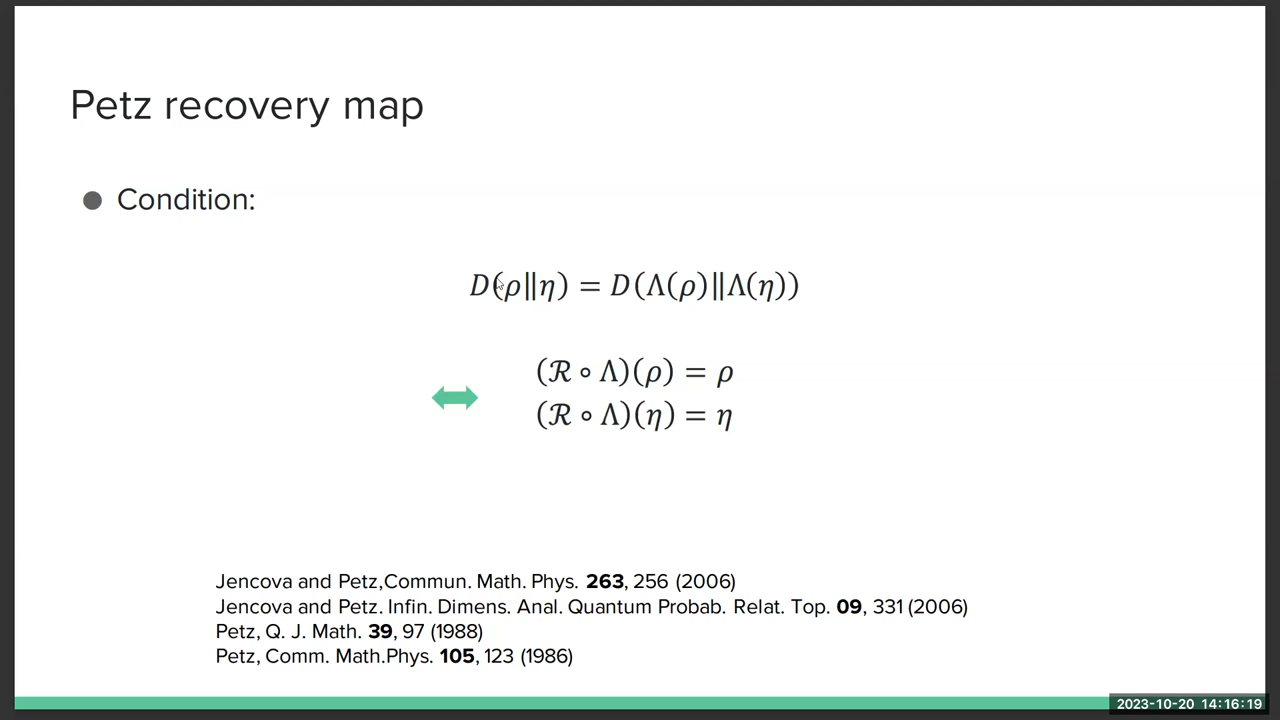 Petz recovery map
● Condition:
𝐷(𝜌‖𝜂) = 𝐷(Λ(𝜌)‖Λ(𝜂))
(ℛ ∘ Λ)(𝜌) = 𝜌
(ℛ ∘ Λ)(𝜂) = 𝜂
Jencova and Petz,Commun. Math. Phys. 263, 256 (2006)
Jencova and Petz. Infin. Dimens. Anal. Quantum Probab. Relat. Top. 09, 331 (2006)
Petz, Q. J. Math. 39, 97 (1988)
Petz, Comm. Math.Phys. 105, 123 (1986)
2023-10-20 14:16:19